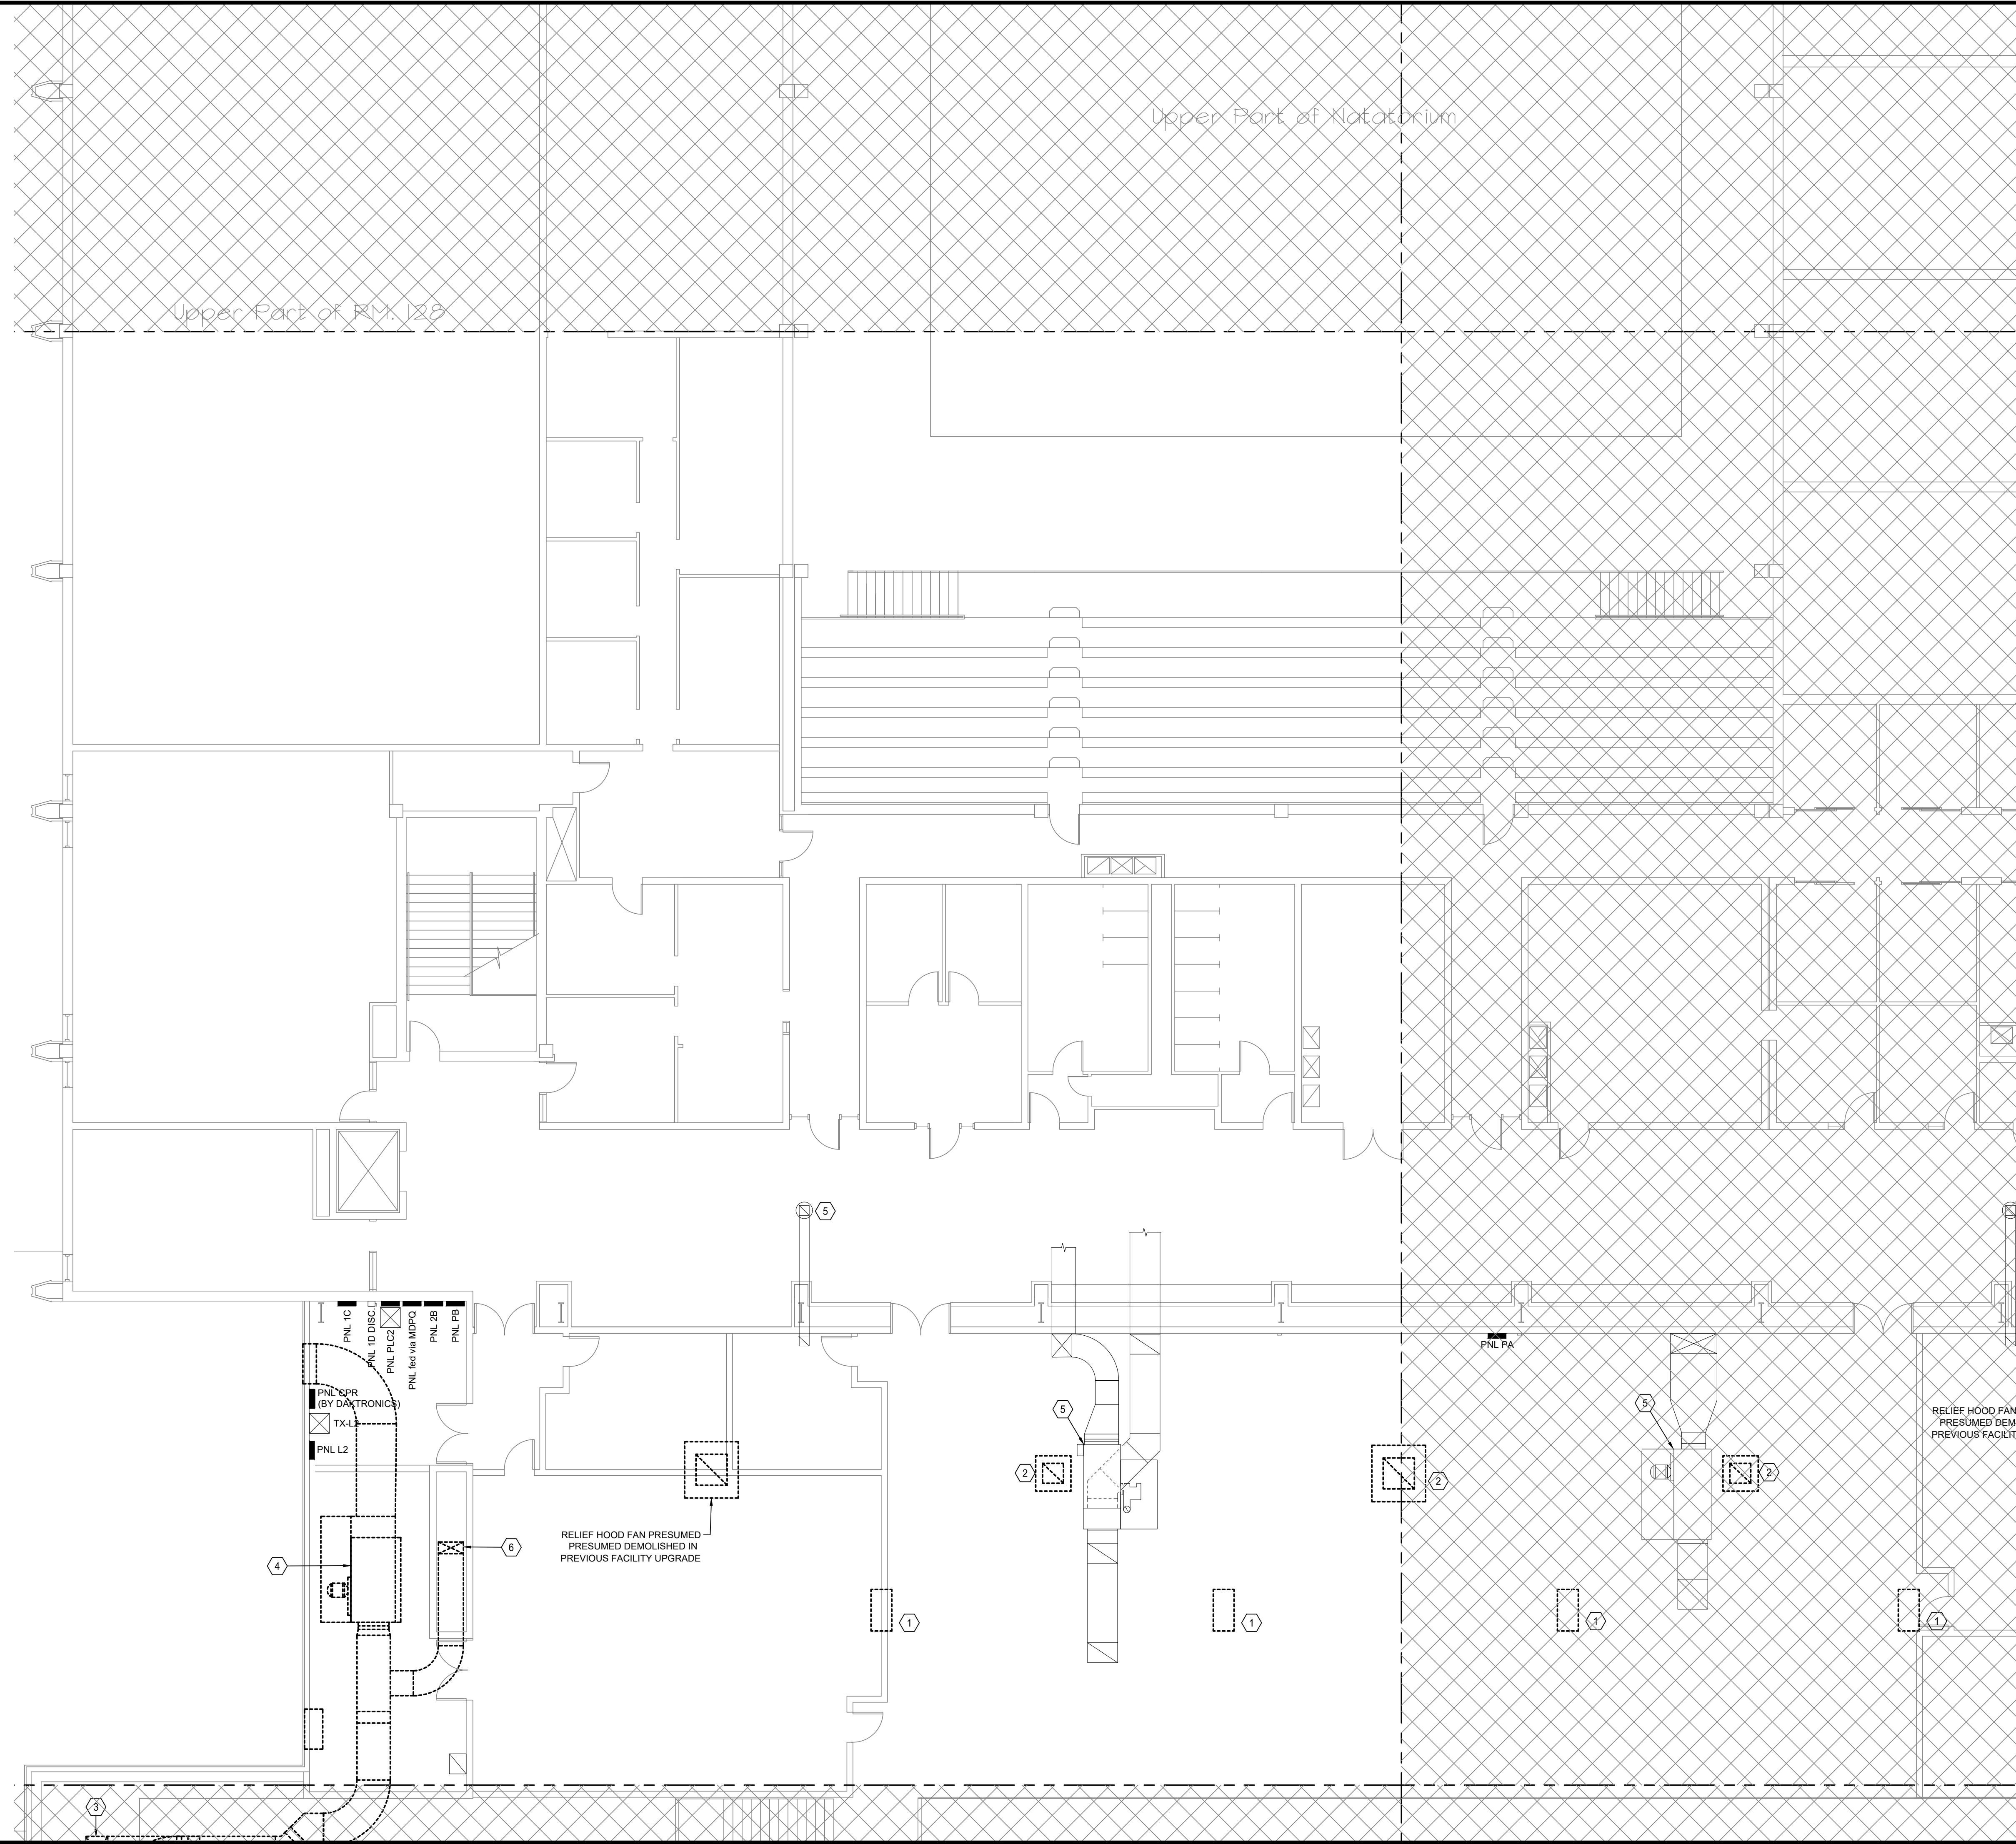 Upper Part of Natatorium
Upper Part of RM. 128
5
PNL 1C
PNL 1D DISC.
PNL PLC2
PNL fed via MDPQ
PNL 2B
PNL PB
PNL PA
PNL CPR
(BY DAKTRONICS)
TX-L2
PNL L2
5
5
RELIEF HOOD FAN
PRESUMED DEM
PREVIOUS FACILIT
2
2
2
RELIEF HOOD FAN PRESUMED
PRESUMED DEMOLISHED IN
PREVIOUS FACILITY UPGRADE
4
6
1
1
1
1
3